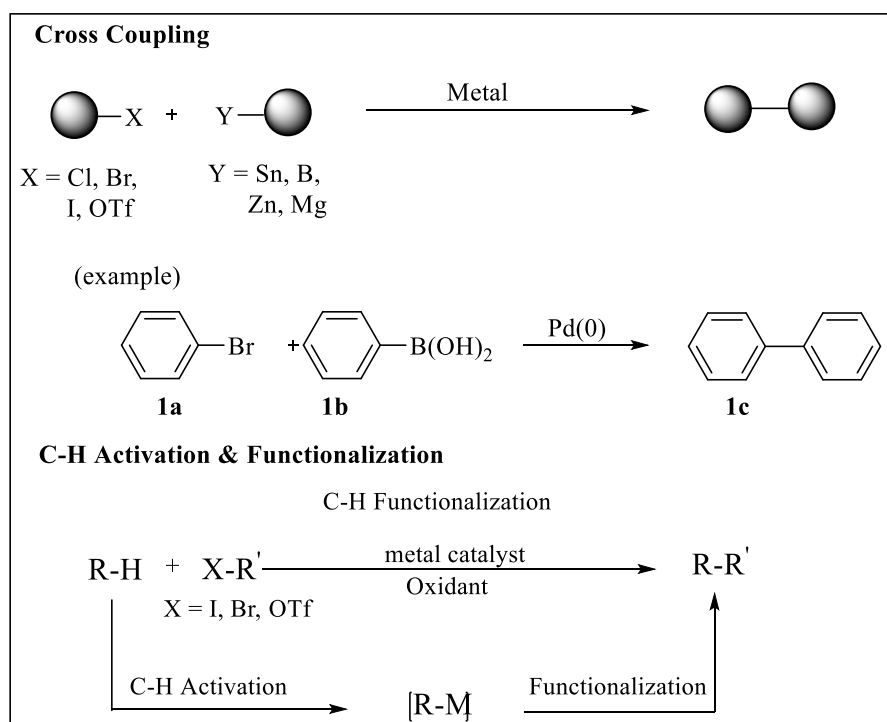 Cross Coupling
X + Y Metal
X = Cl, Br, Y = Sn, B,
I, OTf Zn, Mg
(example)
Br + B(OH)2 Pd(0)
1a 1b 1c
C-H Activation & Functionalization
C-H Functionalization
R-H + X-R' metal catalyst R-R'
Oxidant
X = I, Br, OTf
C-H Activation [R-M] Functionalization